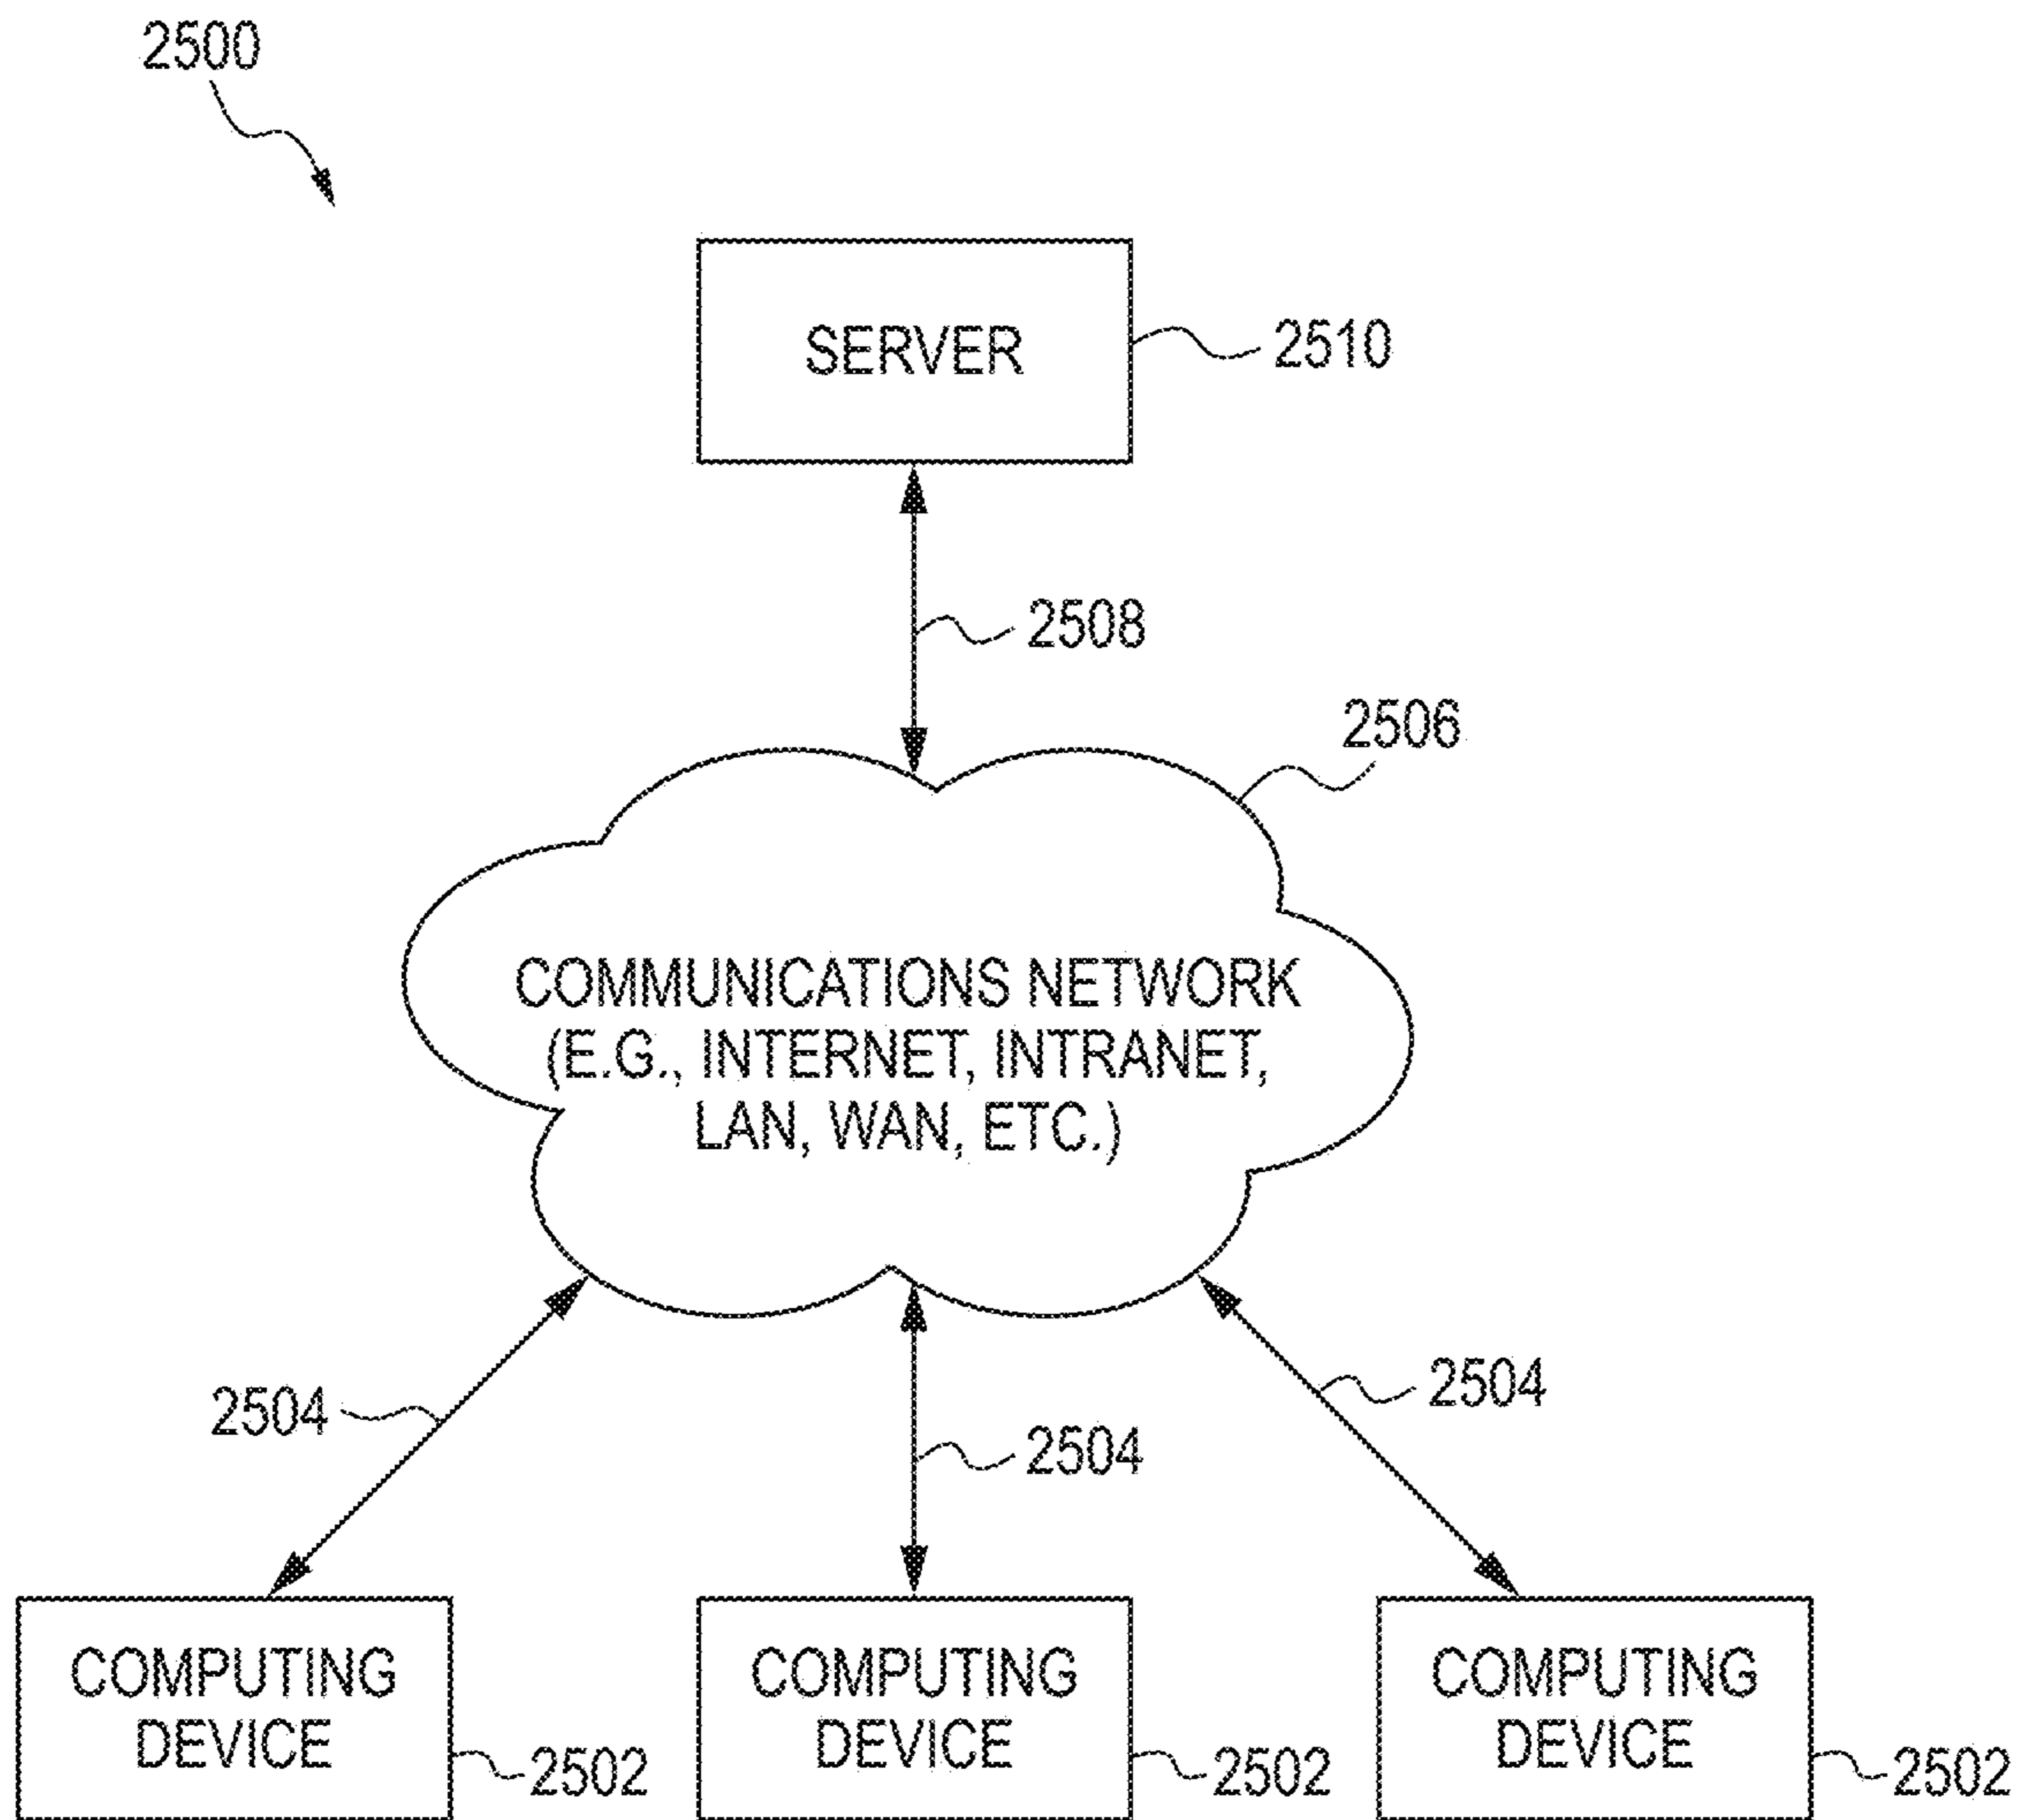 2500
SERVER
2510
2508
2506
COMMUNICATIONS NETWORK
(E.G., INTERNET, INTRANET,
LAN, WAN, ETC.)
2504
2504
2504
COMPUTING
DEVICE
2502
COMPUTING
DEVICE
2502
COMPUTING
DEVICE
2502